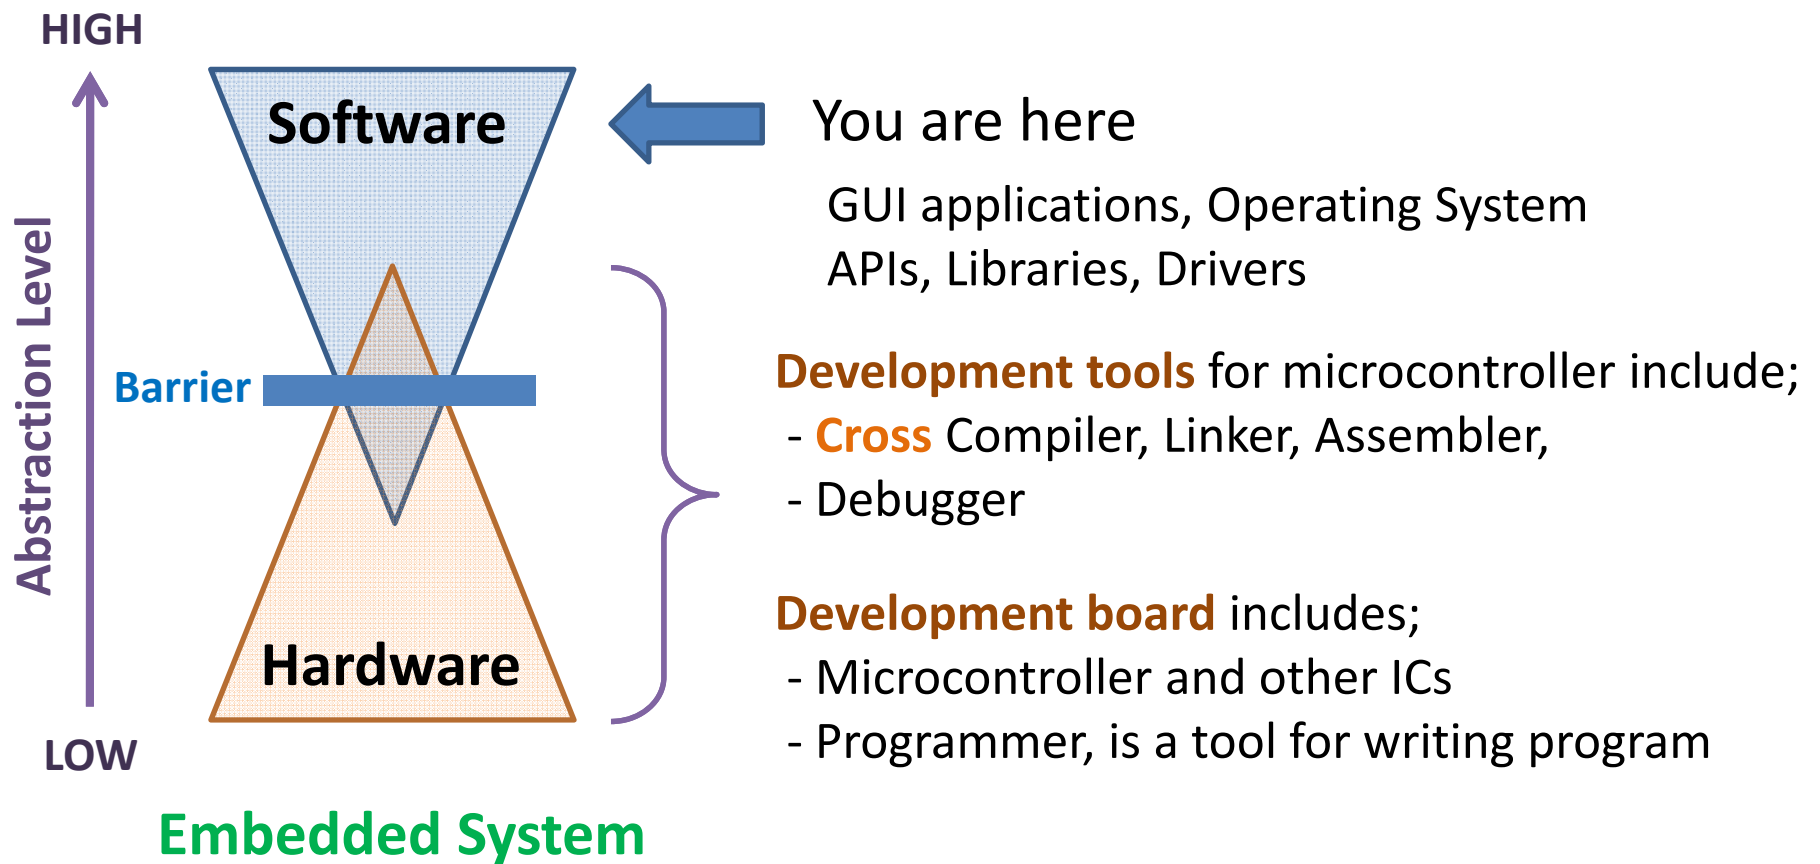 HIGH
Software
You are here
GUI applications, Operating System
APIs, Libraries, Drivers
Abstraction Level
Barrier
Development tools for microcontroller include;
- Cross Compiler, Linker, Assembler,
- Debugger
Development board includes;
Hardware
- Microcontroller and other ICs
- Programmer, is a tool for writing program
LOW
Embedded System